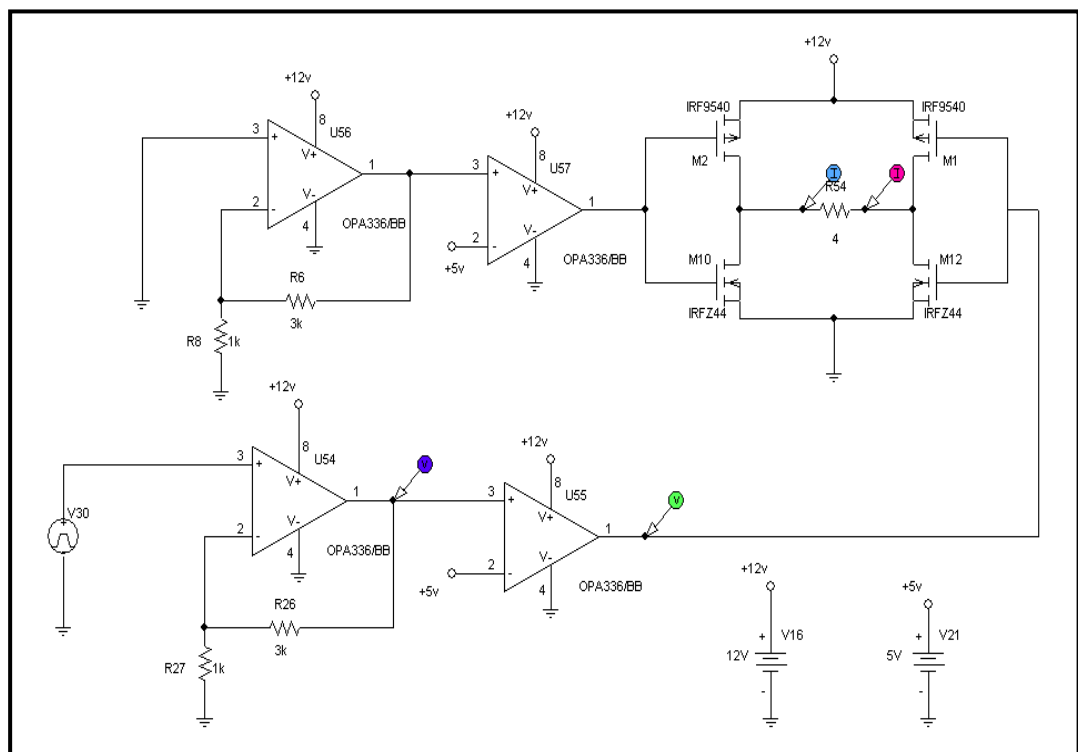 +12v
+12v
IRF9540
IRF9540
8
3
+
U56
V+
1
V-
2
-
4
OPA336/BB
+12v
8
3
+
U57
V+
1
V-
2
-
4
+5v
OPA336/BB
M2
M1
I
I
R54
4
M10
M12
IRFZ44
IRFZ44
R6
3k
R8
1k
+12v
8
3
+
U54
V+
1
V-
2
-
4
OPA336/BB
V
+12v
8
3
+
U55
V+
1
V-
2
-
4
+5v
OPA336/BB
V
V30
+
-
R26
3k
R27
1k
+12v
+
V16
12V
-
+5v
+
V21
5V
-